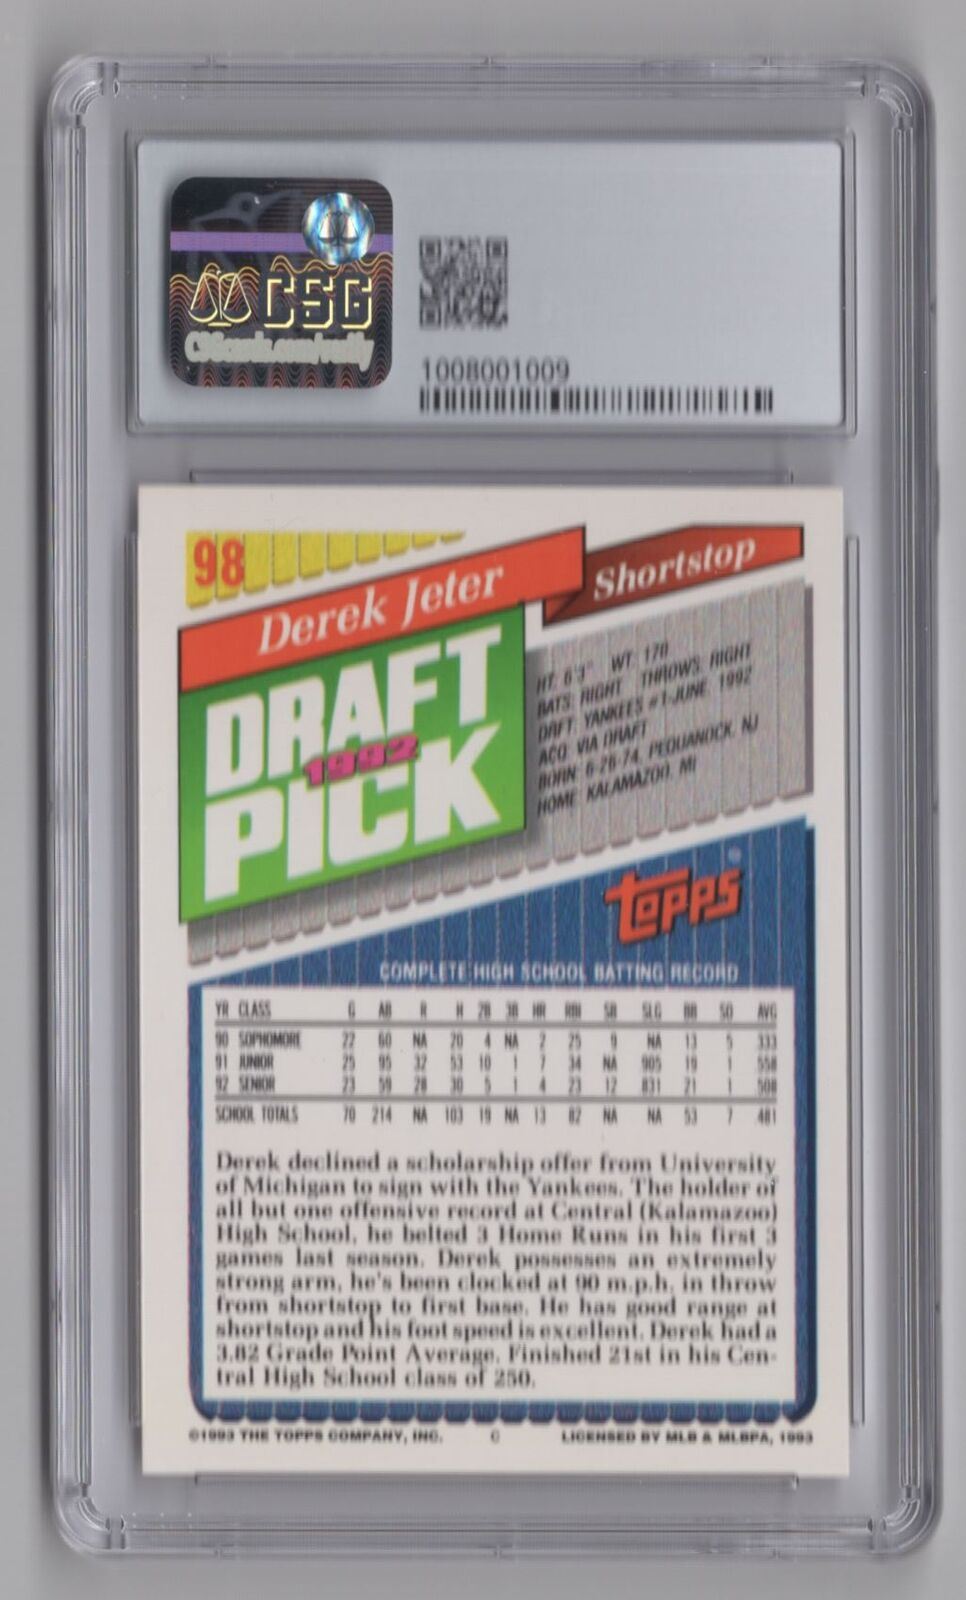 CSG
CSGcards.com/verify
1008001009
98
Derek Jeter
Shortstop
DRAFT
1992
PICK
HT: 6'3" WT: 170
BATS: RIGHT THROWS: RIGHT
DRFT: YANKEES #1-JUNE, 1992
ACQ: VIA DRAFT
BORN: 6-26-74, PEQUANOCK, NJ
HOME: KALAMAZOO, MI
TOPPS
COMPLETE HIGH SCHOOL BATTING RECORD
YR CLASS G AB R H 2B 3B HR RBI SB SLG BB SO AVG
90 SOPHOMORE 22 60 NA 20 4 NA 2 25 9 NA 13 5 .333
91 JUNIOR 25 95 32 53 10 1 7 34 NA 905 19 1 .558
92 SENIOR 23 59 28 30 5 1 4 23 12 831 21 1 .508
SCHOOL TOTALS 70 214 NA 103 19 NA 13 82 NA NA 53 7 .481
Derek declined a scholarship offer from University
of Michigan to sign with the Yankees. The holder of
all but one offensive record at Central (Kalamazoo)
High School, he belted 3 Home Runs in his first 3
games last season. Derek possesses an extremely
strong arm, he's been clocked at 90 m.p.h. in throw
from shortstop to first base. He has good range at
shortstop and his foot speed is excellent. Derek had a
3.82 Grade Point Average. Finished 21st in his Cen-
tral High School class of 250.
©1993 THE TOPPS COMPANY, INC. C LICENSED BY MLB & MLBPA, 1993